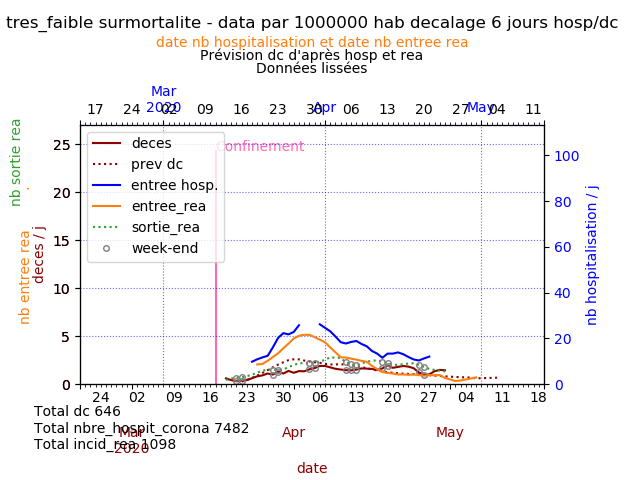 tres_faible surmortalite - data par 1000000 hab decalage 6 jours hosp/dc
date nb hospitalisation et date nb entree rea
Prévision dc d'après hosp et rea
Données lissées
Mar Apr May
2020
17 24 02 09 16 23 30 06 13 20 27 04 11
Confinement
deces
prev dc
entree hosp.
entree_rea
sortie_rea
week-end
nb sortie rea
nb entree rea
deces / j
nb hospitalisation / j
25
20
15
10
5
0
100
80
60
40
20
0
24 02 09 16 23 30 06 13 20 27 04 11 18
Mar Apr May
2020
date
Total dc 646
Total nbre_hospit_corona 7482
Total incid_rea 1098